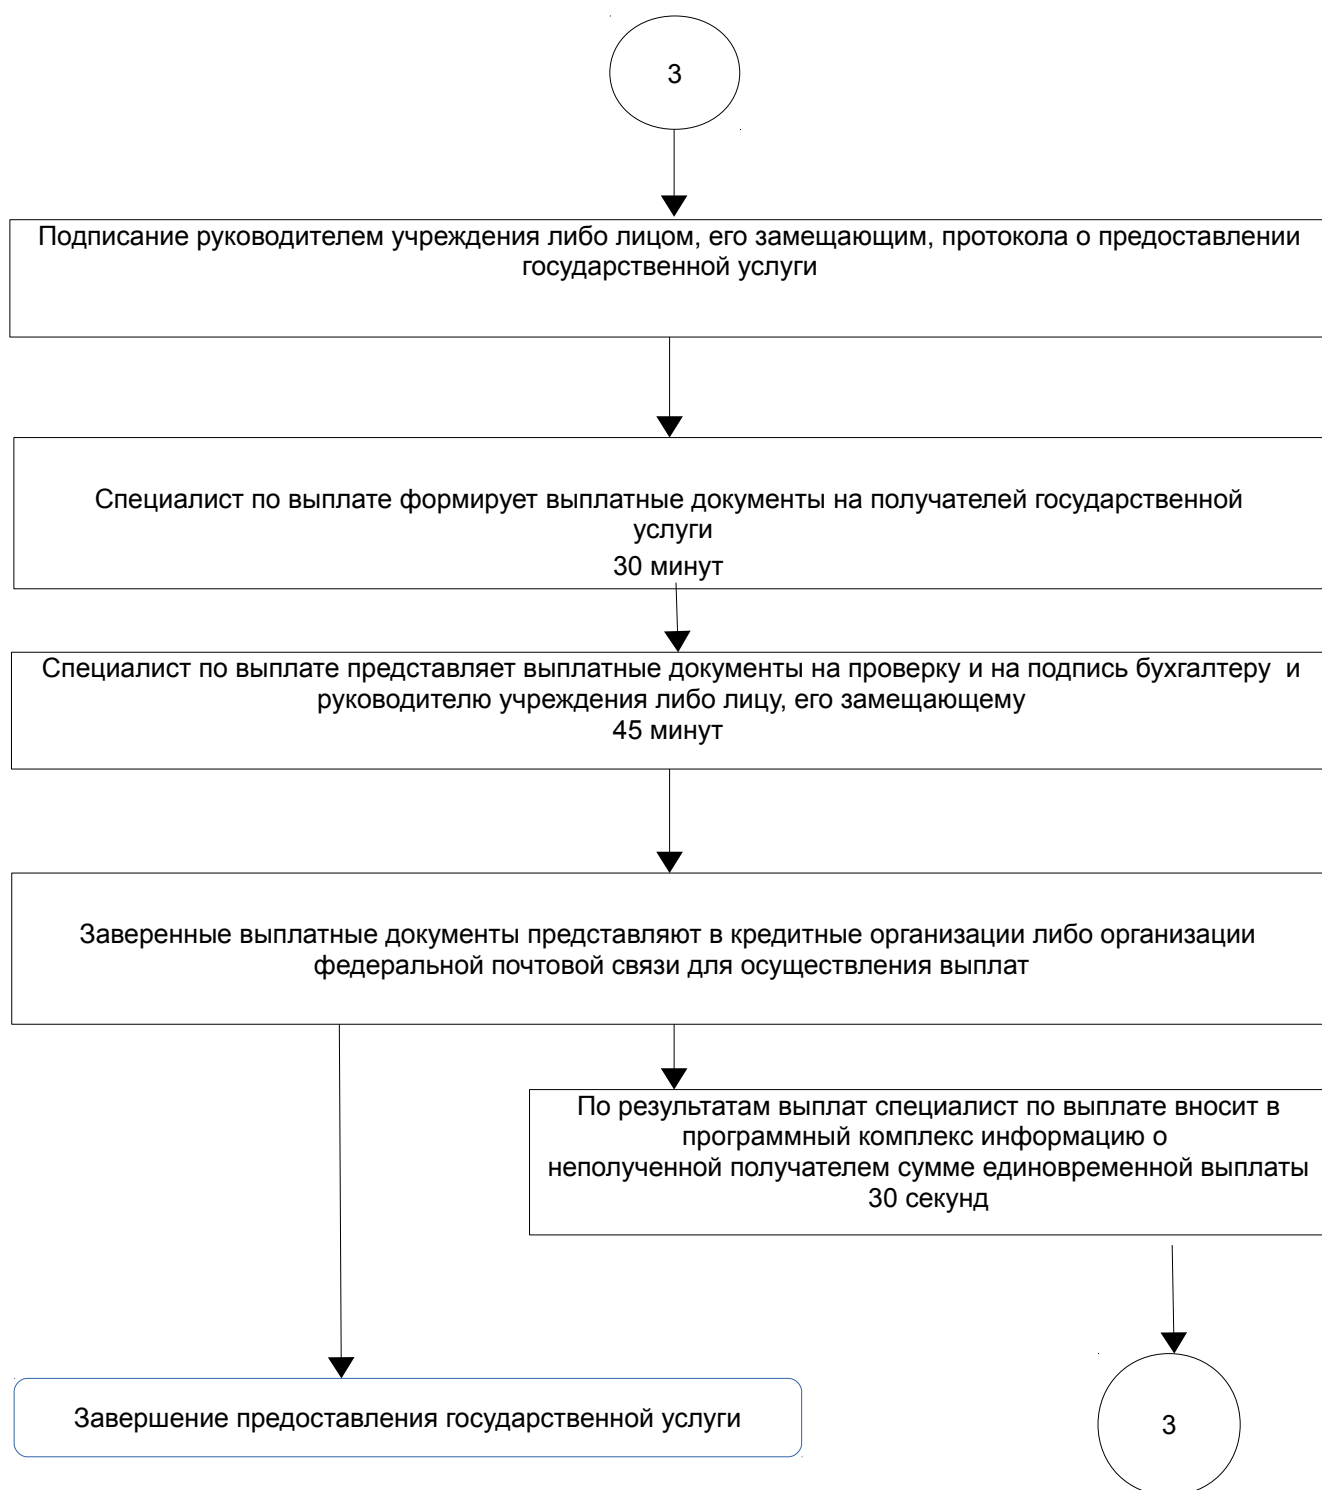 3
Подписание руководителем учреждения либо лицом, его замещающим, протокола о предоставлении
государственной услуги
Специалист по выплате формирует выплатные документы на получателей государственной
услуги
30 минут
Специалист по выплате представляет выплатные документы на проверку и на подпись бухгалтеру  и
руководителю учреждения либо лицу, его замещающему
45 минут
Заверенные выплатные документы представляют в кредитные организации либо организации
федеральной почтовой связи для осуществления выплат
По результатам выплат специалист по выплате вносит в
программный комплекс информацию о
неполученной получателем сумме единовременной выплаты
30 секунд
Завершение предоставления государственной услуги
3